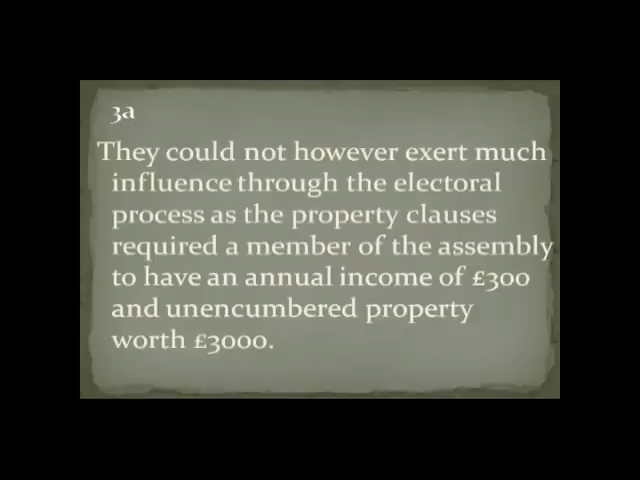 3a
They could not however exert much
influence through the electoral
process as the property clauses
required a member of the assembly
to have an annual income of £300
and unencumbered property
worth £3000.